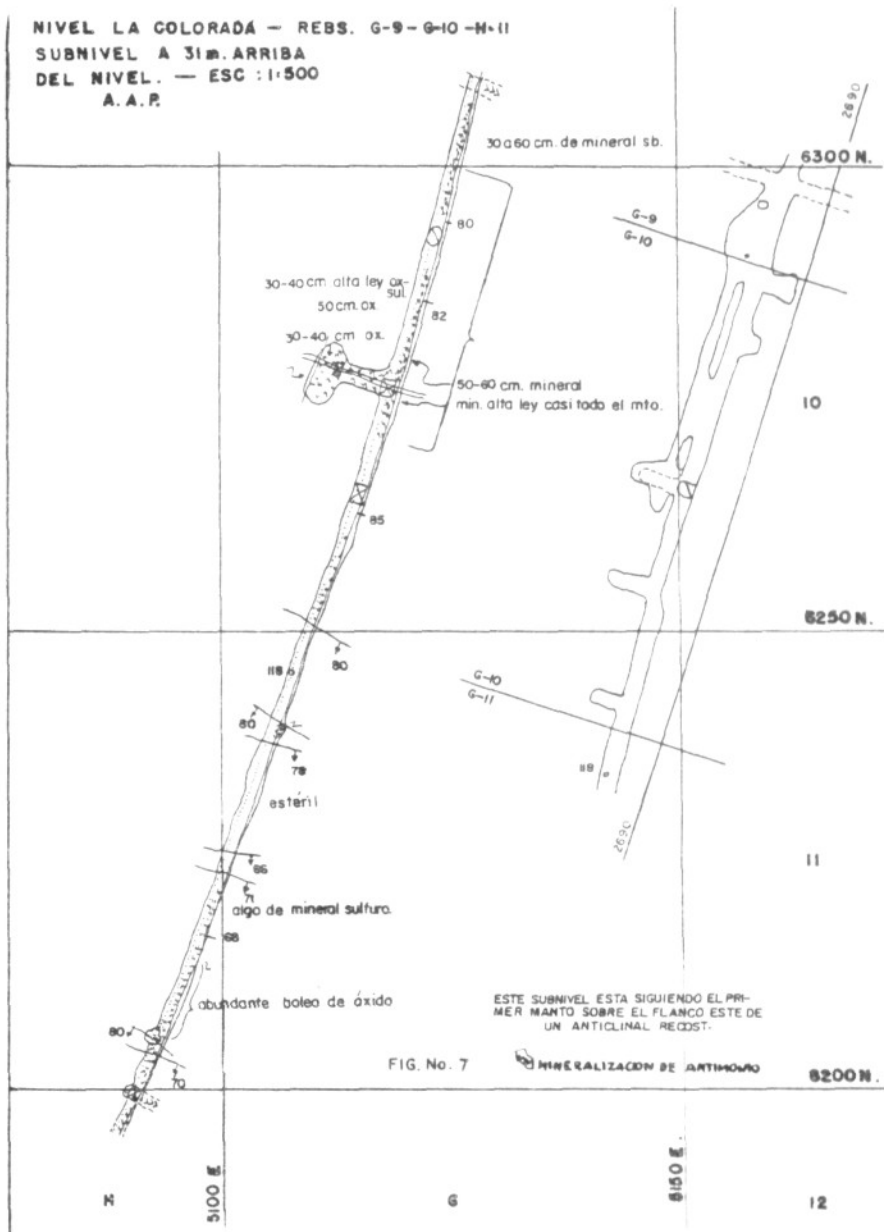 NIVEL LA COLORADA — REBS. G-9-G-10-H-11
SUBNIVEL A 31m. ARRIBA
DEL NIVEL. — ESC : 1:500
A. A. P.
2690
30 a 60 cm. de mineral sb.
6300 N.
G-9
G-10
80
30-40 cm alta ley ox-
sul.
50 cm. ox.
82
30-40 cm ox.
50-60 cm. mineral
min. alta ley casi todo el mto.
10
85
6250 N.
80
118
G-10
G-11
80
78
118
estéril
2690
66
11
71
algo de mineral sulfuro.
68
abundante boleo de óxido
ESTE SUBNIVEL ESTA SIGUIENDO EL PRI-
MER MANTO SOBRE EL FLANCO ESTE DE
UN ANTICLINAL RECOST.
80
FIG. No. 7
MINERALIZACION DE ANTIMONIO
70
6200 N.
5100 E
5150 E.
H
G
12